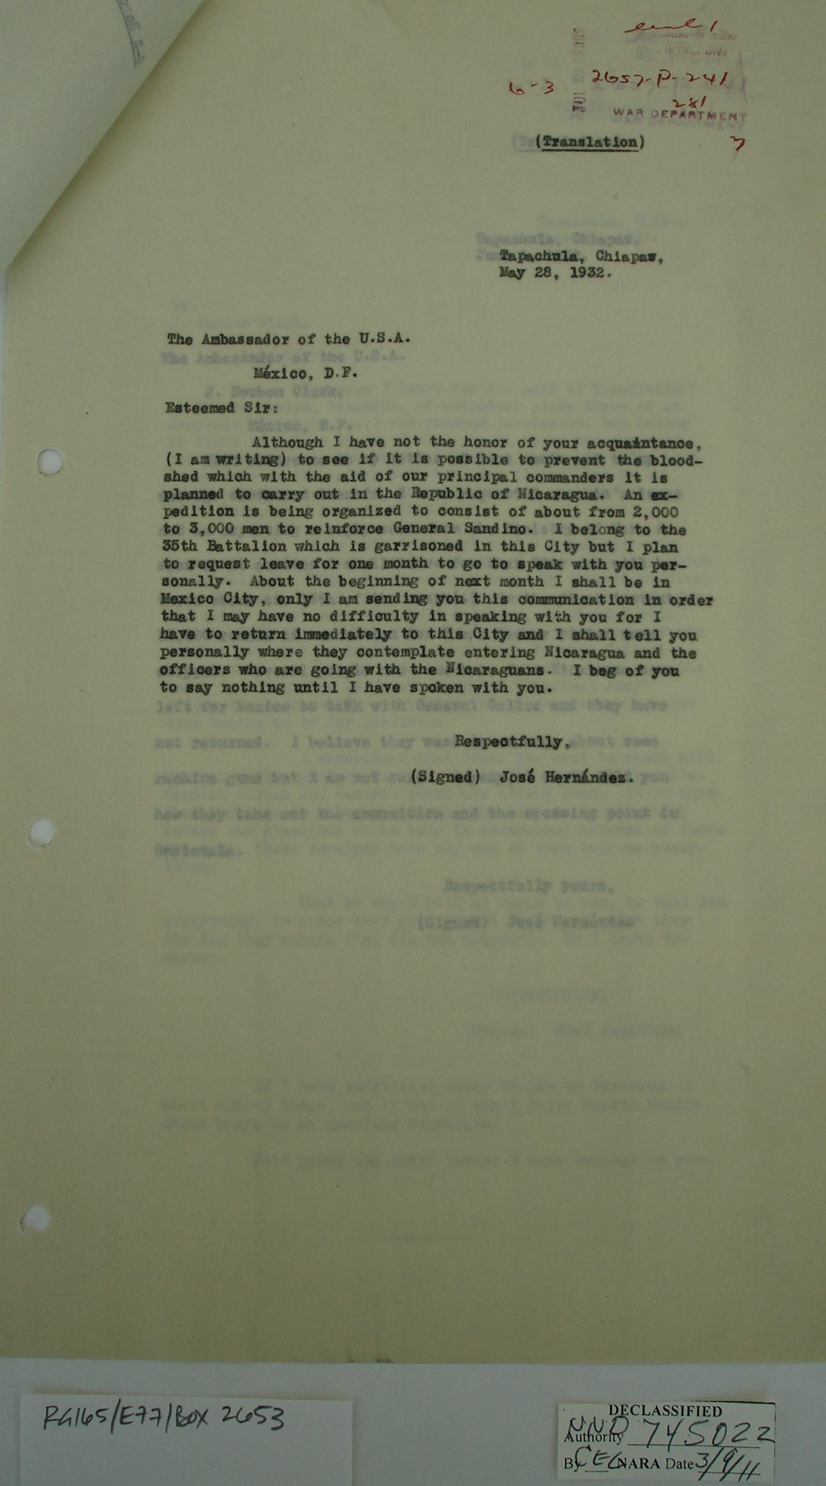 encl 1
6-3
2657-P-241
281
WAR DEPARTMENT
7
(Translation)
Tapachula, Chiapas,
May 28, 1932.
The Ambassador of the U.S.A.
México, D.F.
Esteemed Sir:
Although I have not the honor of your acquaintance,
(I am writing) to see if it is possible to prevent the blood-
shed which with the aid of our principal commanders it is
planned to carry out in the Republic of Nicaragua. An ex-
pedition is being organized to consist of about from 2,000
to 3,000 men to reinforce General Sandino. I belong to the
35th Battalion which is garrisoned in this City but I plan
to request leave for one month to go to speak with you per-
sonally. About the beginning of next month I shall be in
Mexico City, only I am sending you this communication in order
that I may have no difficulty in speaking with you for I
have to return immediately to this City and I shall tell you
personally where they contemplate entering Nicaragua and the
officers who are going with the Nicaraguans. I beg of you
to say nothing until I have spoken with you.
Respectfully,
(Signed) José Hernández.
RG165/E77/BOX 2653
DECLASSIFIED
Authority NND 745022
By CEG NARA Date 3/9/11